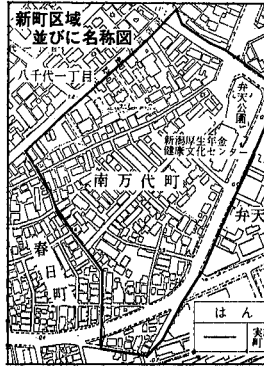 新町区域
並びに名称図
八千代一丁目
弁天公園
新潟厚生年金
健康文化センター
南万代町
弁天
春日町
はん
実
町